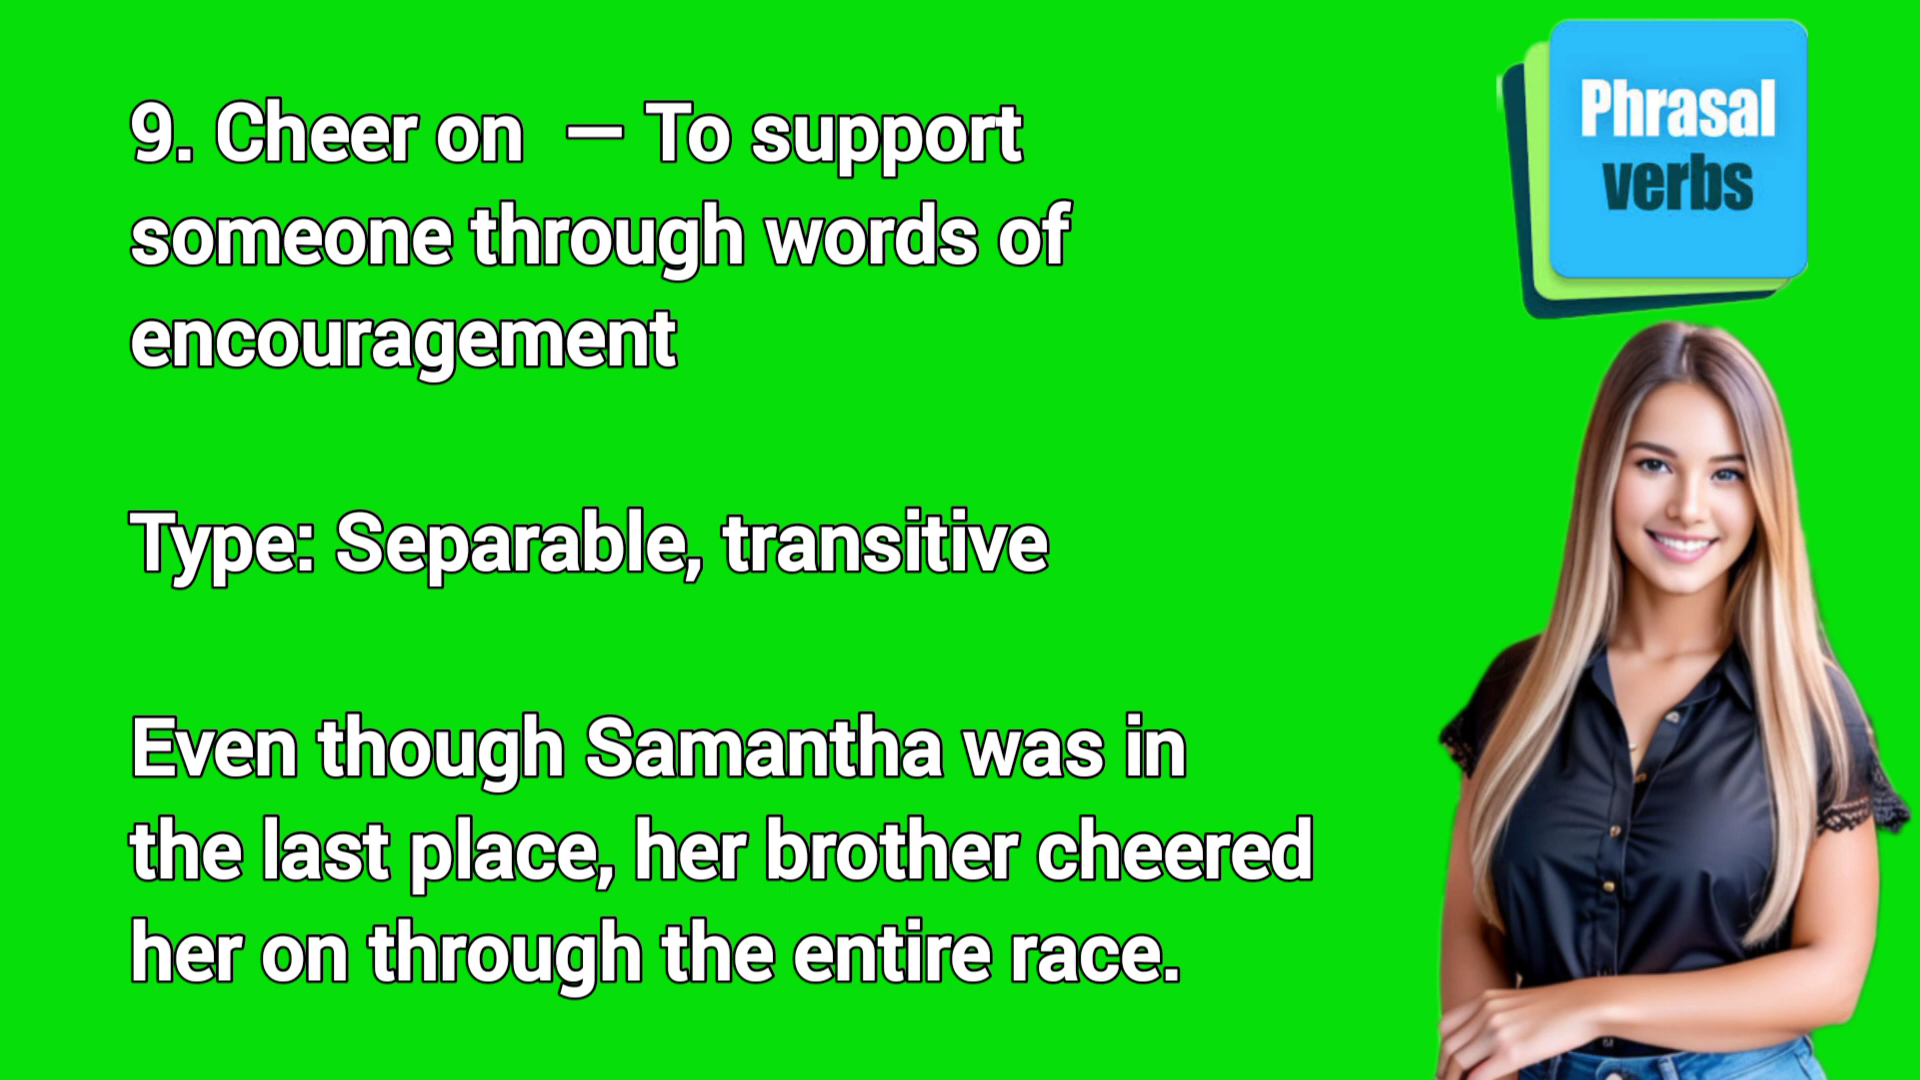 9. Cheer on — To support
someone through words of
encouragement
Type: Separable, transitive
Even though Samantha was in
the last place, her brother cheered
her on through the entire race.
Phrasal
verbs